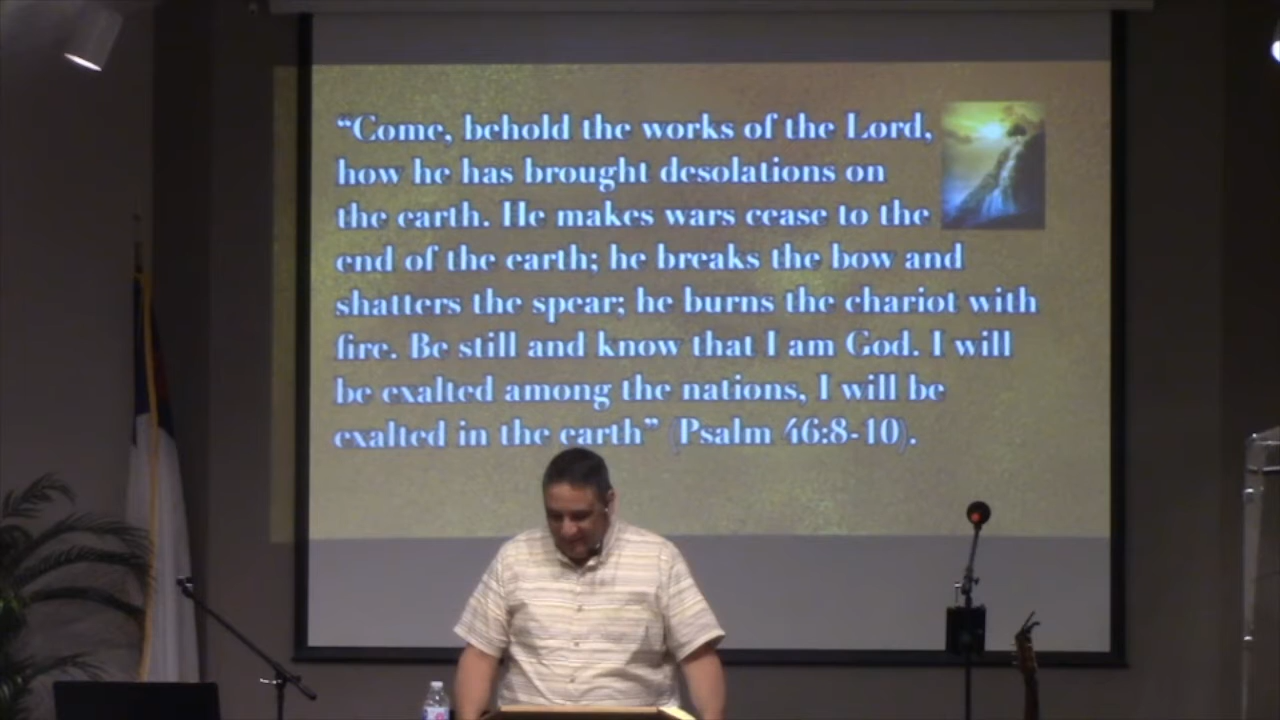 “Come, behold the works of the Lord,
how he has brought desolations on
the earth. He makes wars cease to the
end of the earth; he breaks the bow and
shatters the spear; he burns the chariot with
fire. Be still and know that I am God. I will
be exalted among the nations, I will be
exalted in the earth” (Psalm 46:8-10).